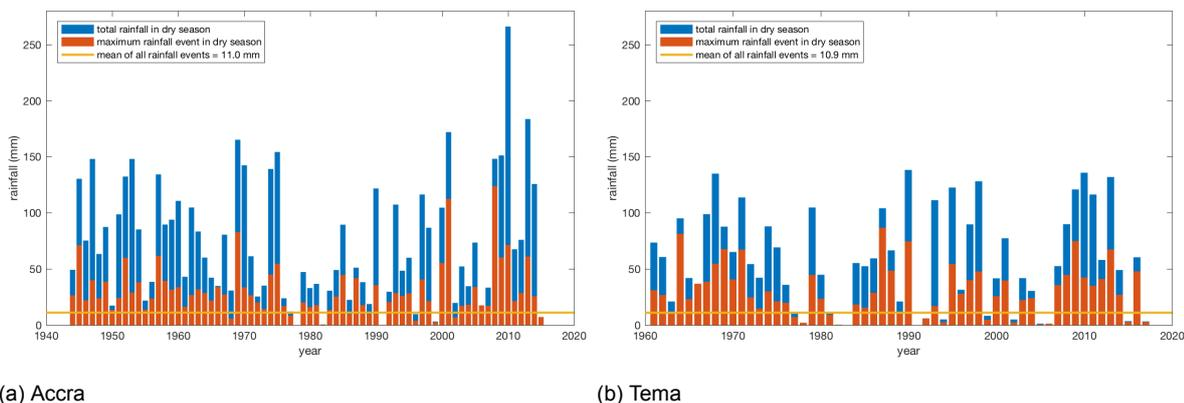 total rainfall in dry season
maximum rainfall event in dry season
mean of all rainfall events = 11.0 mm
rainfall (mm)
250
200
150
100
50
0
1940 1950 1960 1970 1980 1990 2000 2010 2020
year
(a) Accra
total rainfall in dry season
maximum rainfall event in dry season
mean of all rainfall events = 10.9 mm
rainfall (mm)
250
200
150
100
50
0
1960 1970 1980 1990 2000 2010 2020
year
(b) Tema